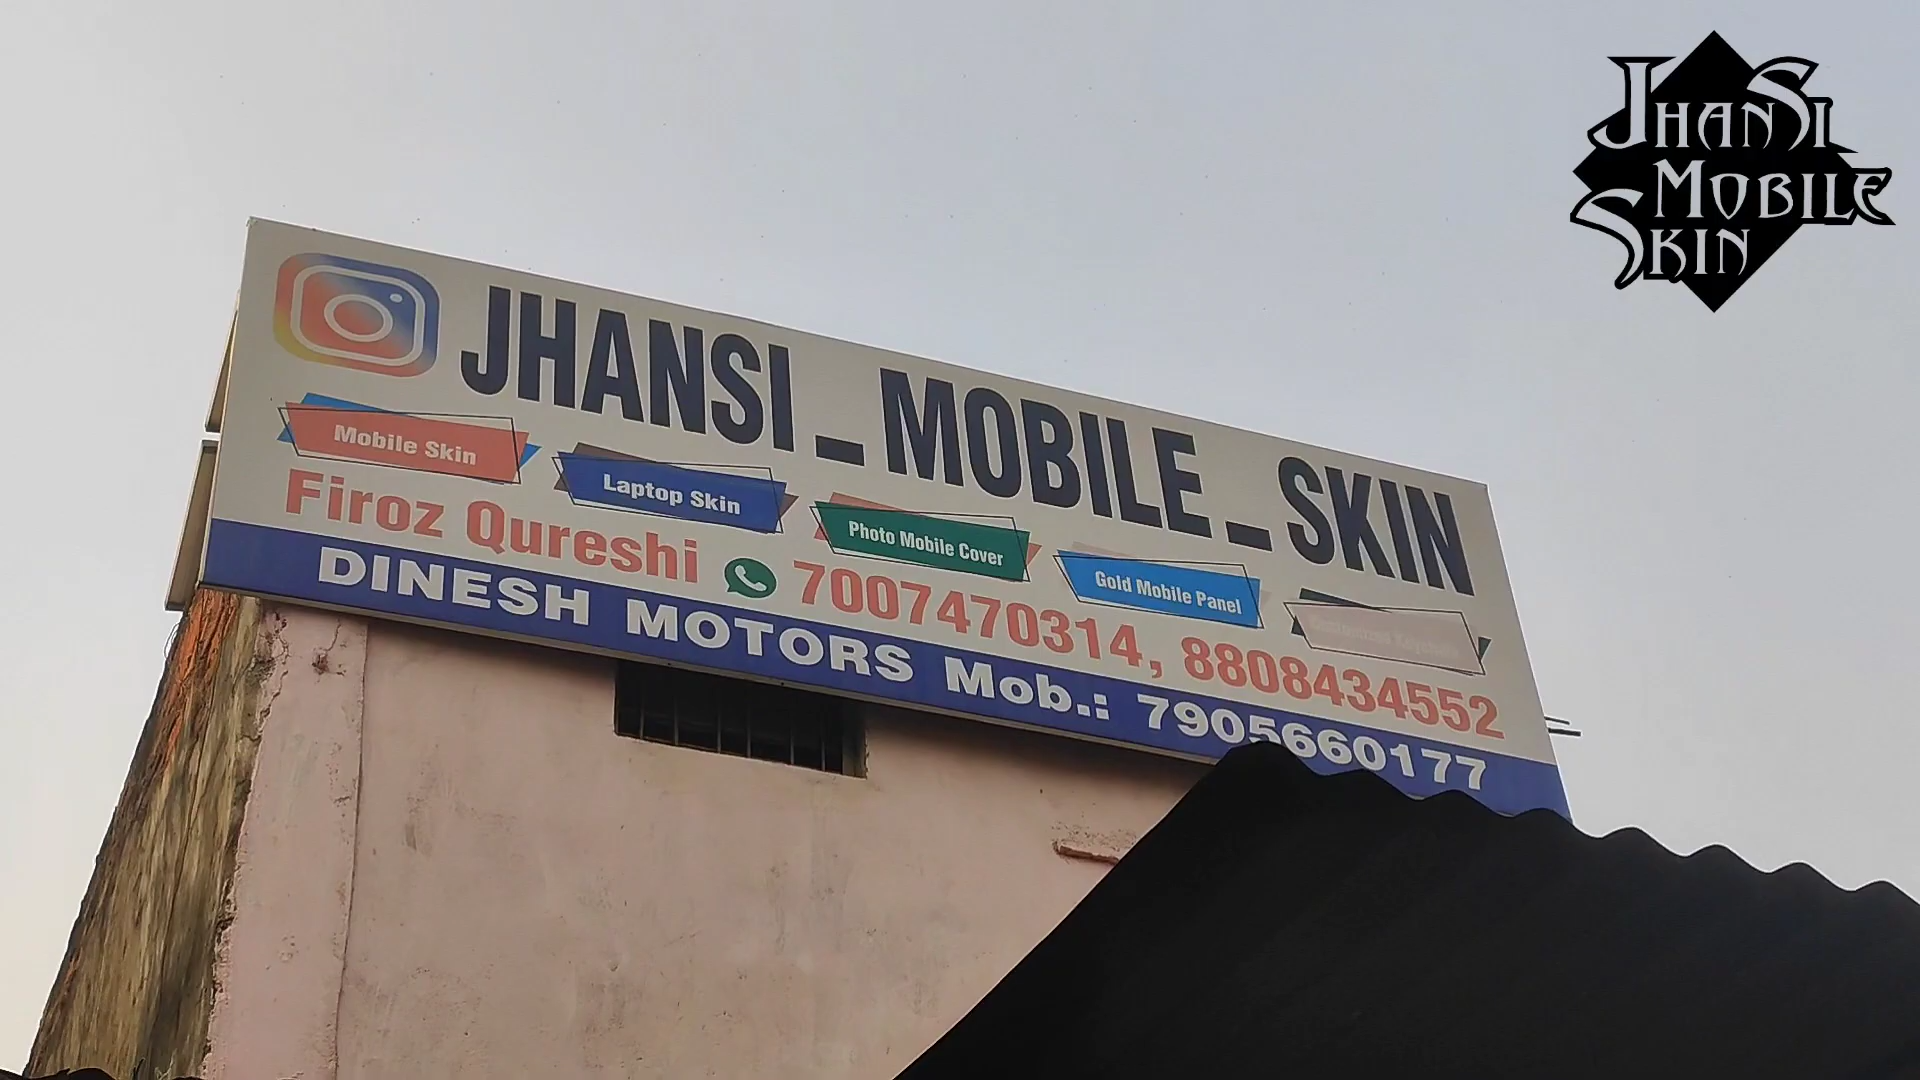 JHANSI_MOBILE_SKIN
Mobile Skin
Laptop Skin
Photo Mobile Cover
Gold Mobile Panel
Firoz Qureshi 7007470314, 8808434552
DINESH MOTORS Mob.: 7905660177
JHANSI
MOBILE
SKIN